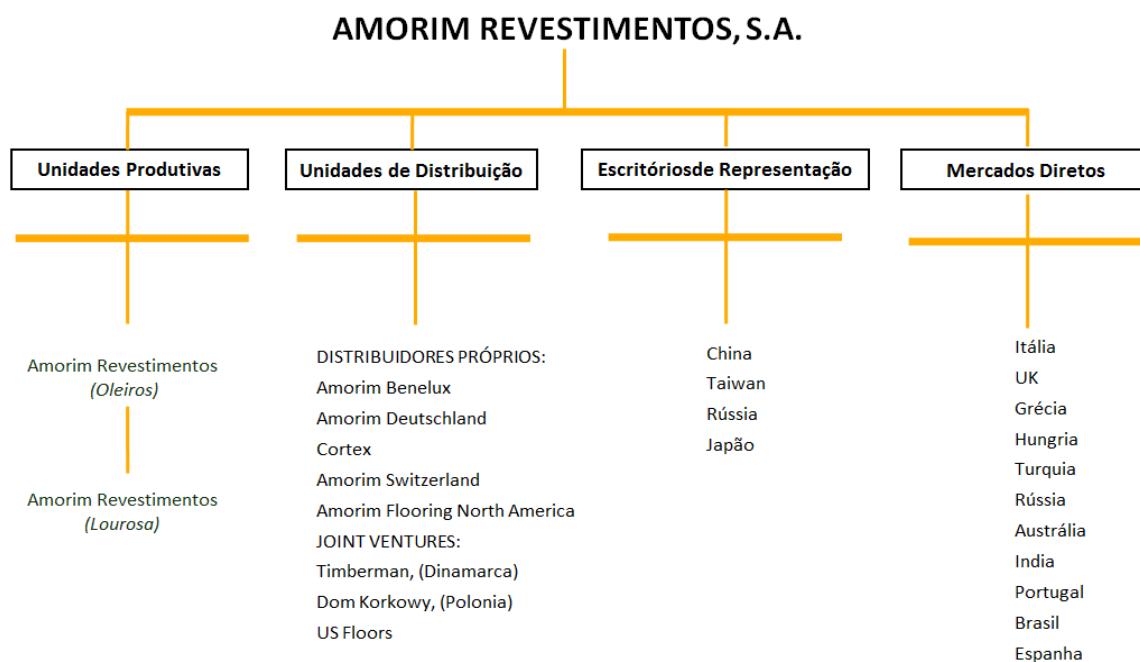 AMORIM REVESTIMENTOS, S.A.
Unidades Produtivas
Unidades de Distribuição
Escritóriosde Representação
Mercados Diretos
Amorim Revestimentos
(Oleiros)
Amorim Revestimentos
(Lourosa)
DISTRIBUIDORES PRÓPRIOS:
Amorim Benelux
Amorim Deutschland
Cortex
Amorim Switzerland
Amorim Flooring North America
JOINT VENTURES:
Timberman, (Dinamarca)
Dom Korkowy, (Polonia)
US Floors
China
Taiwan
Rússia
Japão
Itália
UK
Grécia
Hungria
Turquia
Rússia
Austrália
India
Portugal
Brasil
Espanha